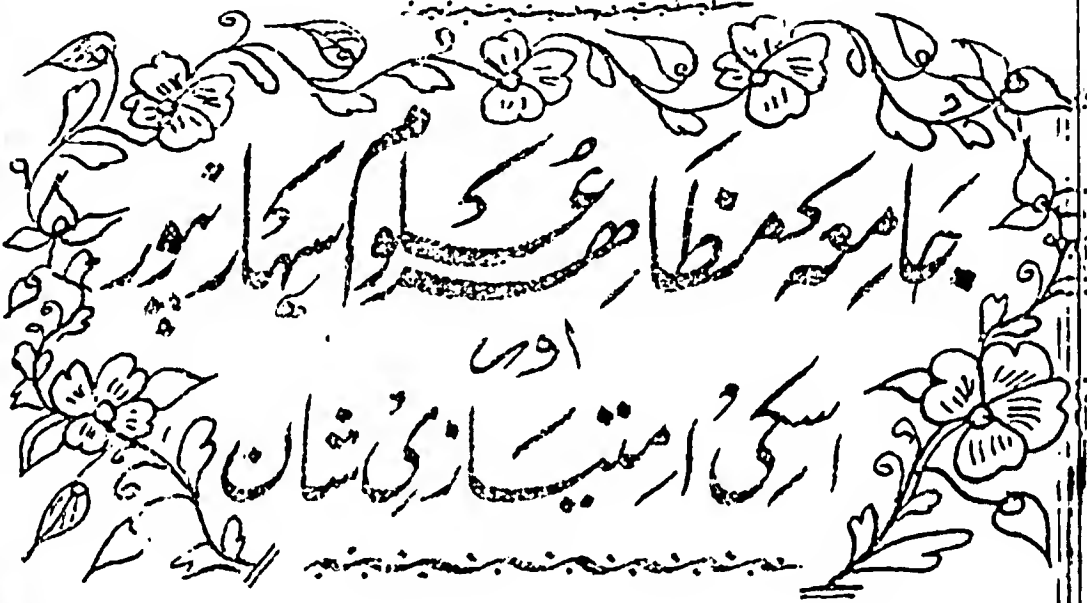 جامعہ مظاہر علوم سہارنپور
اور
اسکی امتیازی شان